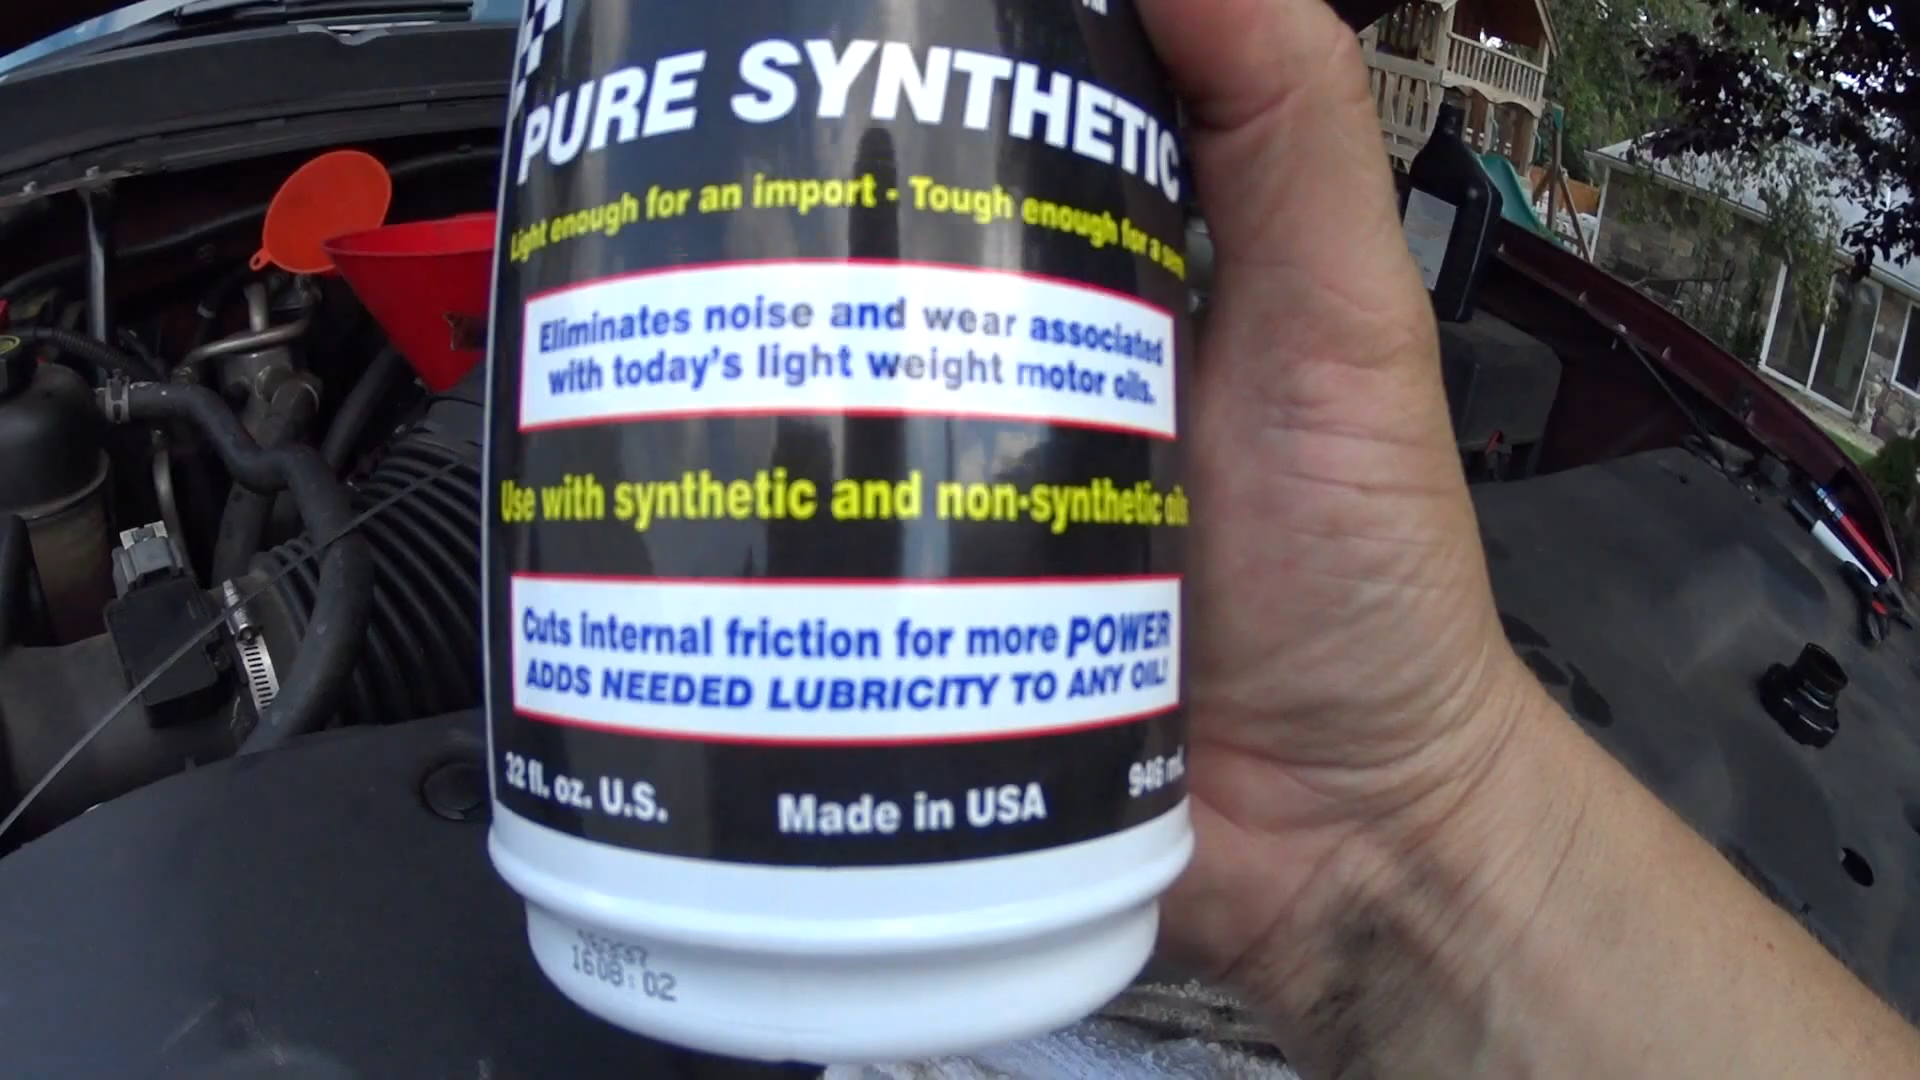 PURE SYNTHETIC
Light enough for an import - Tough enough for a
Eliminates noise and wear associated
with today's light weight motor oils.
Use with synthetic and non-synthetic oils
Cuts internal friction for more POWER
ADDS NEEDED LUBRICITY TO ANY OIL!
32 fl. oz. U.S. Made in USA 946 mL
1608:02